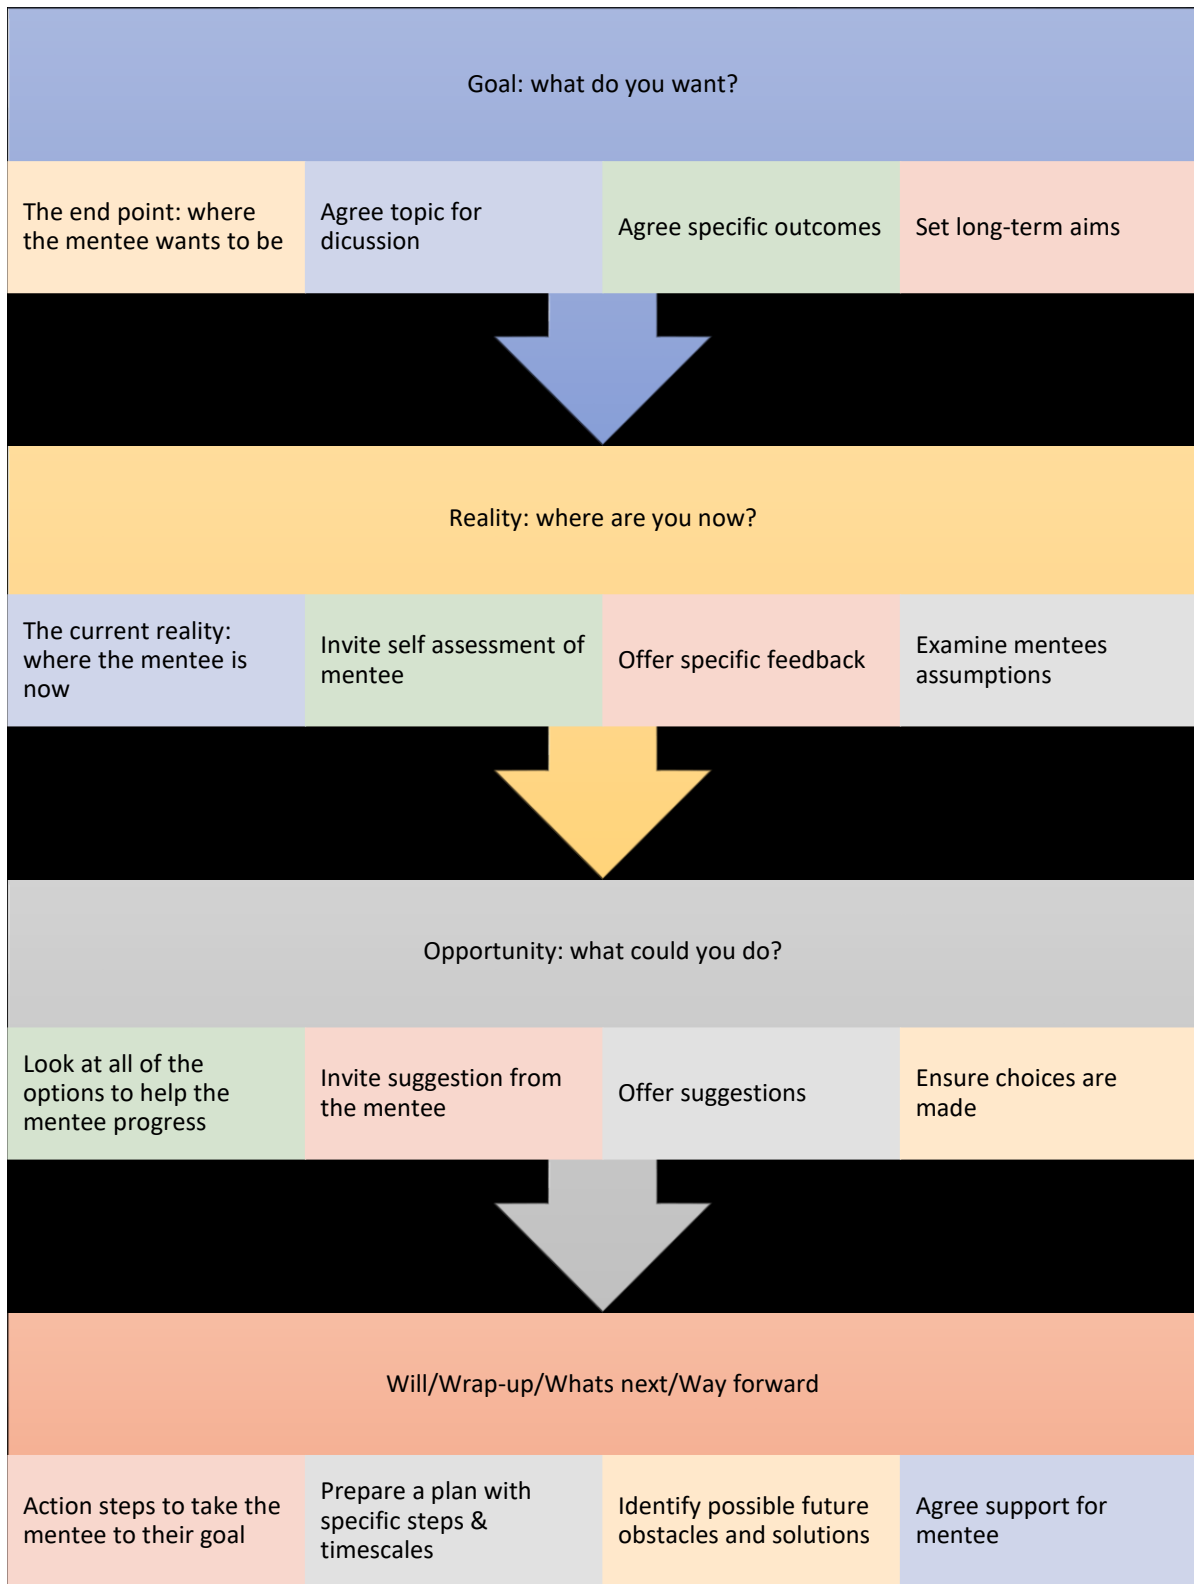 Goal: what do you want?
The end point: where
the mentee wants to be
Agree topic for
dicussion
Agree specific outcomes
Set long-term aims
Reality: where are you now?
The current reality:
where the mentee is
now
Invite self assessment of
mentee
Offer specific feedback
Examine mentees
assumptions
Opportunity: what could you do?
Look at all of the
options to help the
mentee progress
Invite suggestion from
the mentee
Offer suggestions
Ensure choices are
made
Will/Wrap-up/Whats next/Way forward
Action steps to take the
mentee to their goal
Prepare a plan with
specific steps &
timescales
Identify possible future
obstacles and solutions
Agree support for
mentee